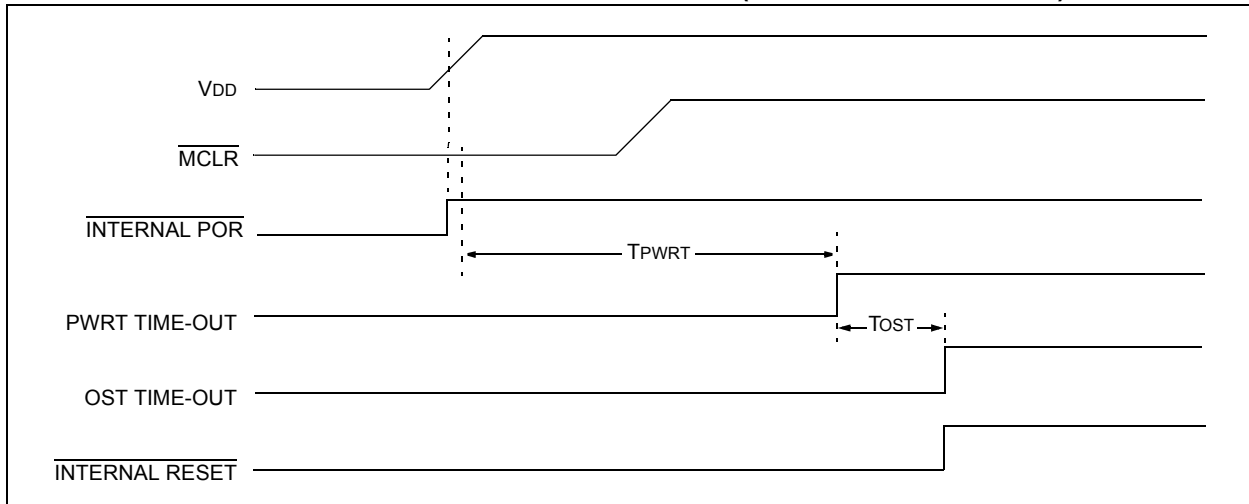 VDD
MCLR
INTERNAL POR
TPWRT
PWRT TIME-OUT
TOST
OST TIME-OUT
INTERNAL RESET